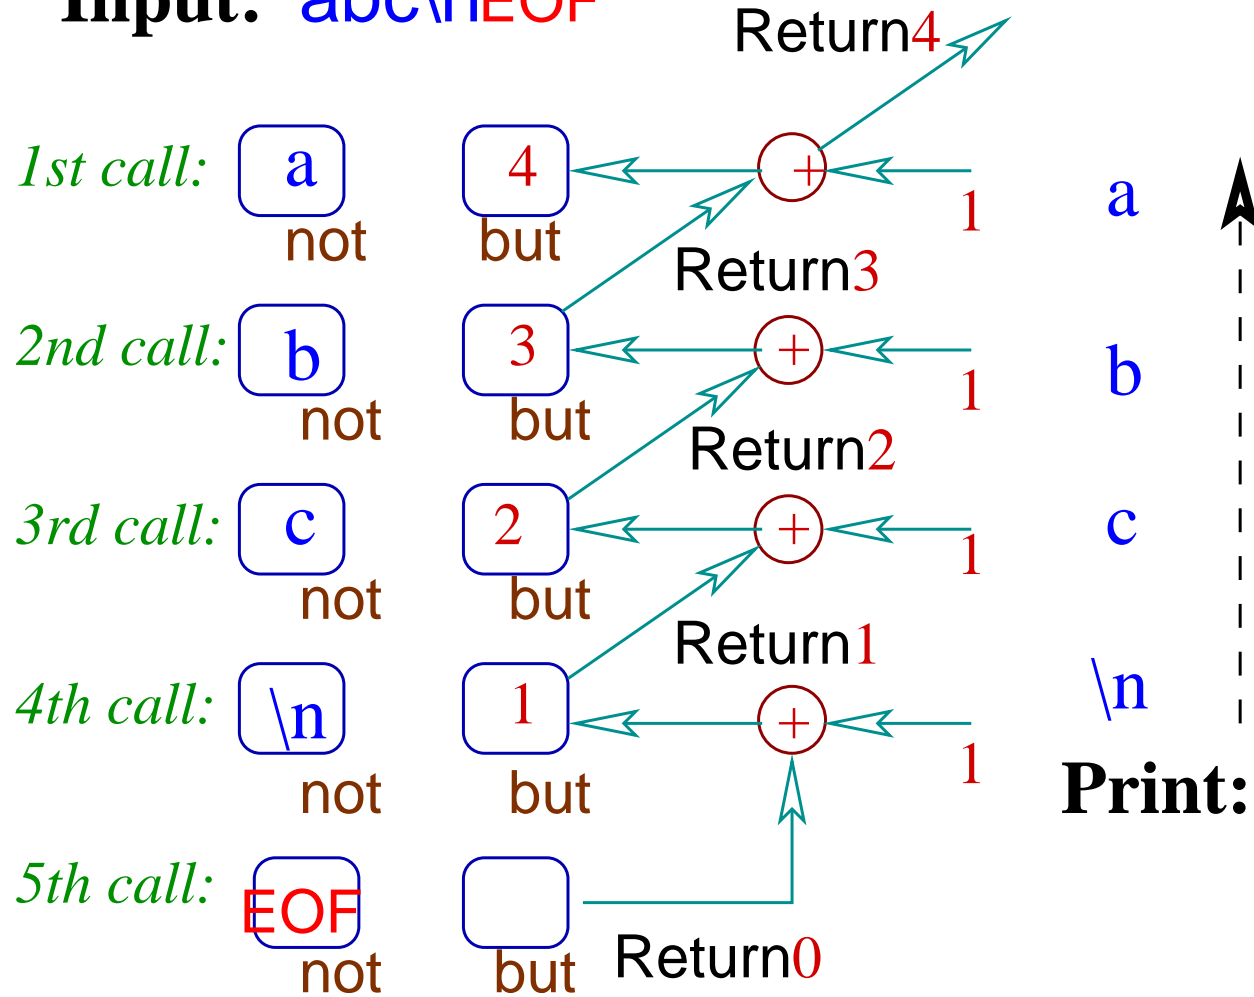 Input: abc\nEOF
Return4
1st call: a 4 + 1 a
not but
Return3
2nd call: b 3 + 1 b
not but
Return2
3rd call: c 2 + 1 c
not but
Return1
4th call: \n 1 + 1 \n
not but
Print:
5th call: EOF
not but Return0